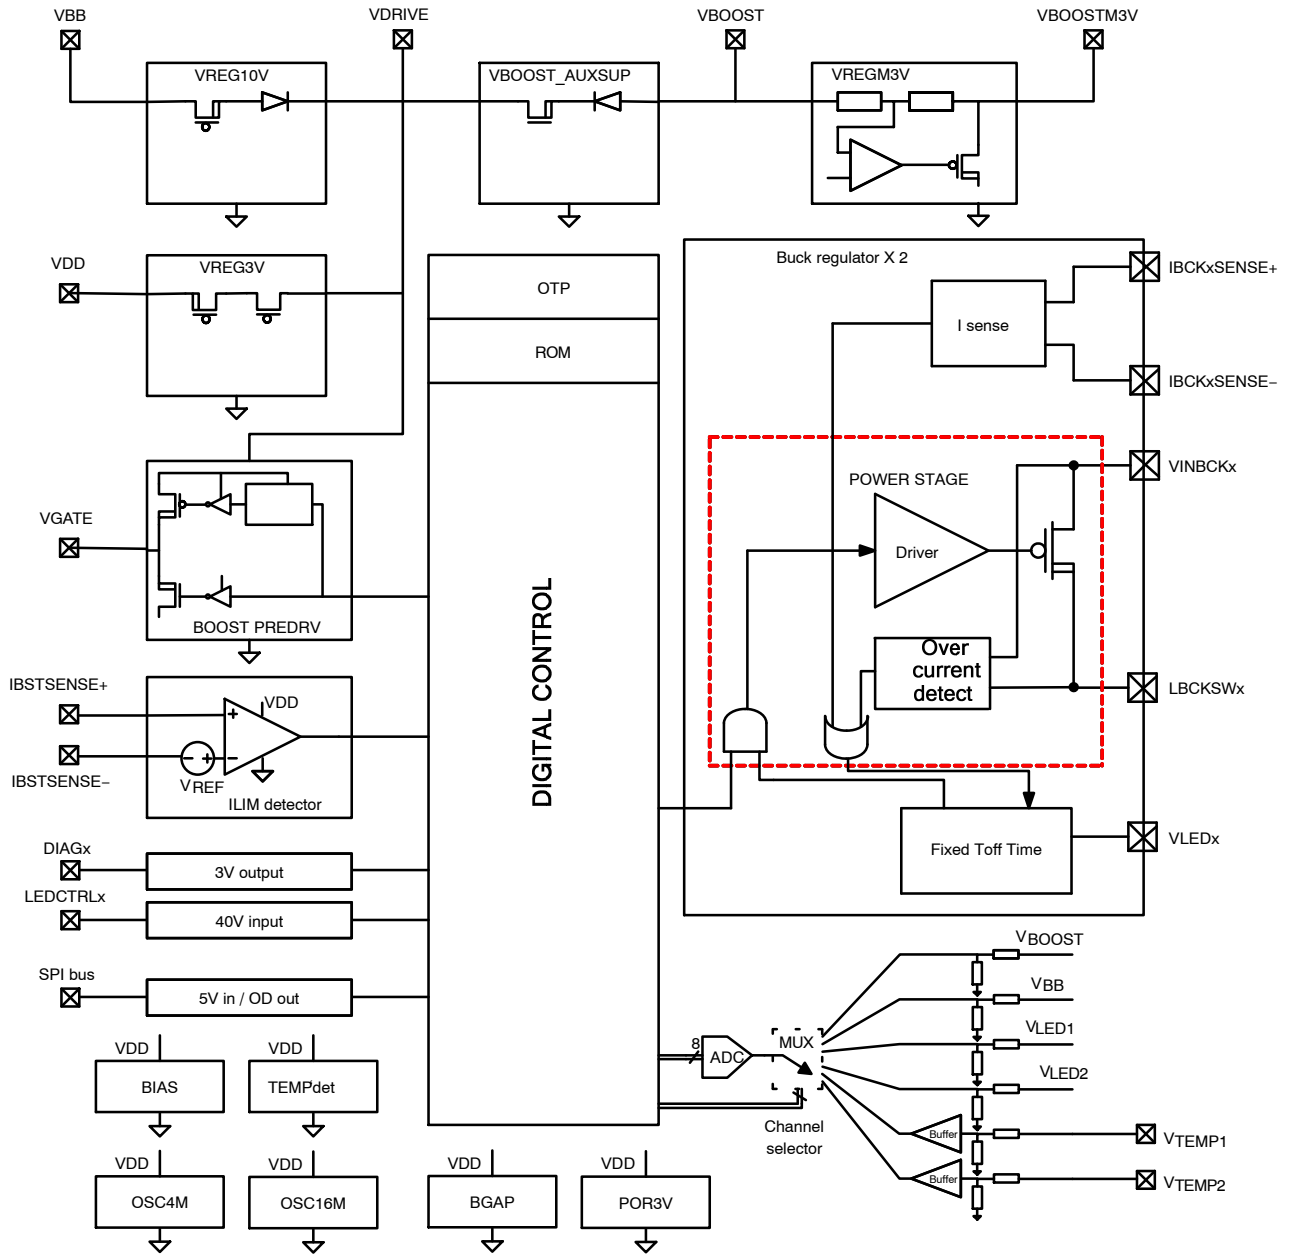 VBB
VDRIVE
VBOOST
VBOOSTM3V
VREG10V
VBOOST_AUXSUP
VREGM3V
VDD
VREG3V
OTP
ROM
Buck regulator X 2
IBCKxSENSE+
I sense
IBCKxSENSE−
VINBCKx
POWER STAGE
Driver
VGATE
BOOST PREDRV
DIGITAL CONTROL
Over
current
detect
LBCKSWx
IBSTSENSE+
VDD
+
−
− +
VREF
IBSTSENSE−
ILIM detector
Fixed Toff Time
VLEDx
DIAGx
3V output
LEDCTRLx
40V input
SPI bus
5V in / OD out
VBOOST
VBB
VLED1
VLED2
8
ADC
MUX
Channel
selector
Buffer
VTEMP1
Buffer
VTEMP2
VDD
BIAS
VDD
TEMPdet
VDD
OSC4M
VDD
OSC16M
VDD
BGAP
VDD
POR3V